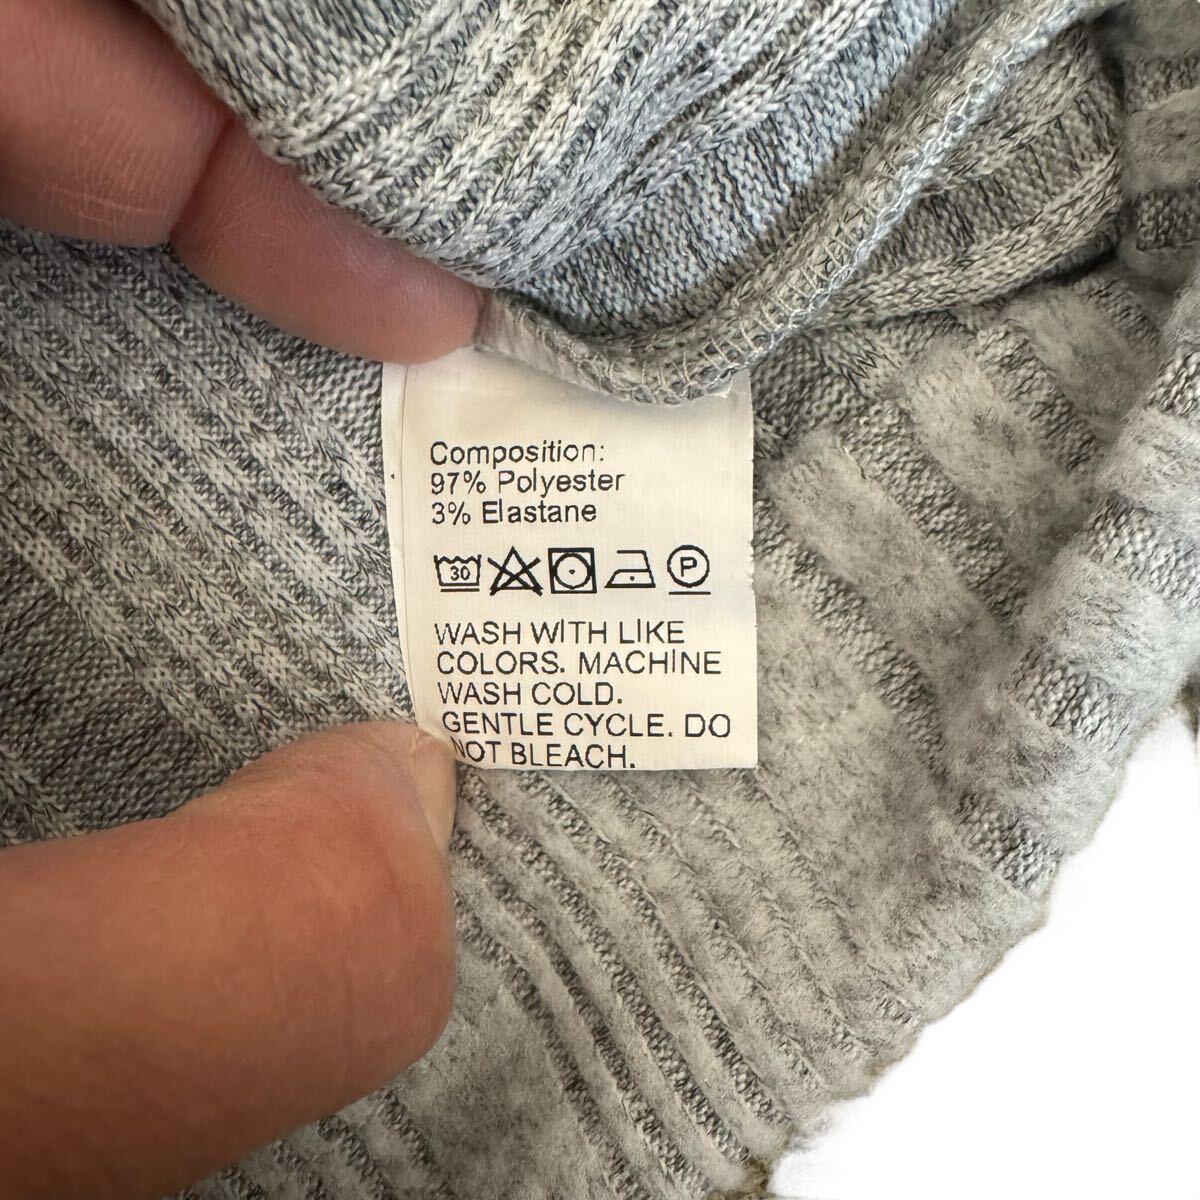 Composition:
97% Polyester
3% Elastane
30 P
WASH WITH LIKE
COLORS. MACHINE
WASH COLD.
GENTLE CYCLE. DO
NOT BLEACH.